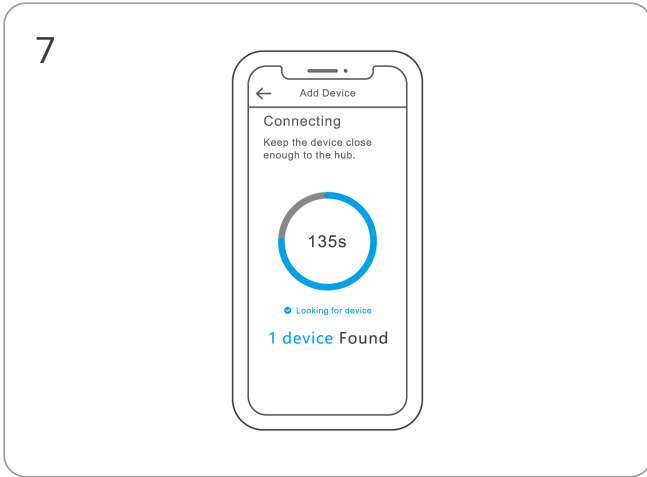 7
Add Device
Connecting
Keep the device close
enough to the hub.
135s
Looking for device
1 device Found